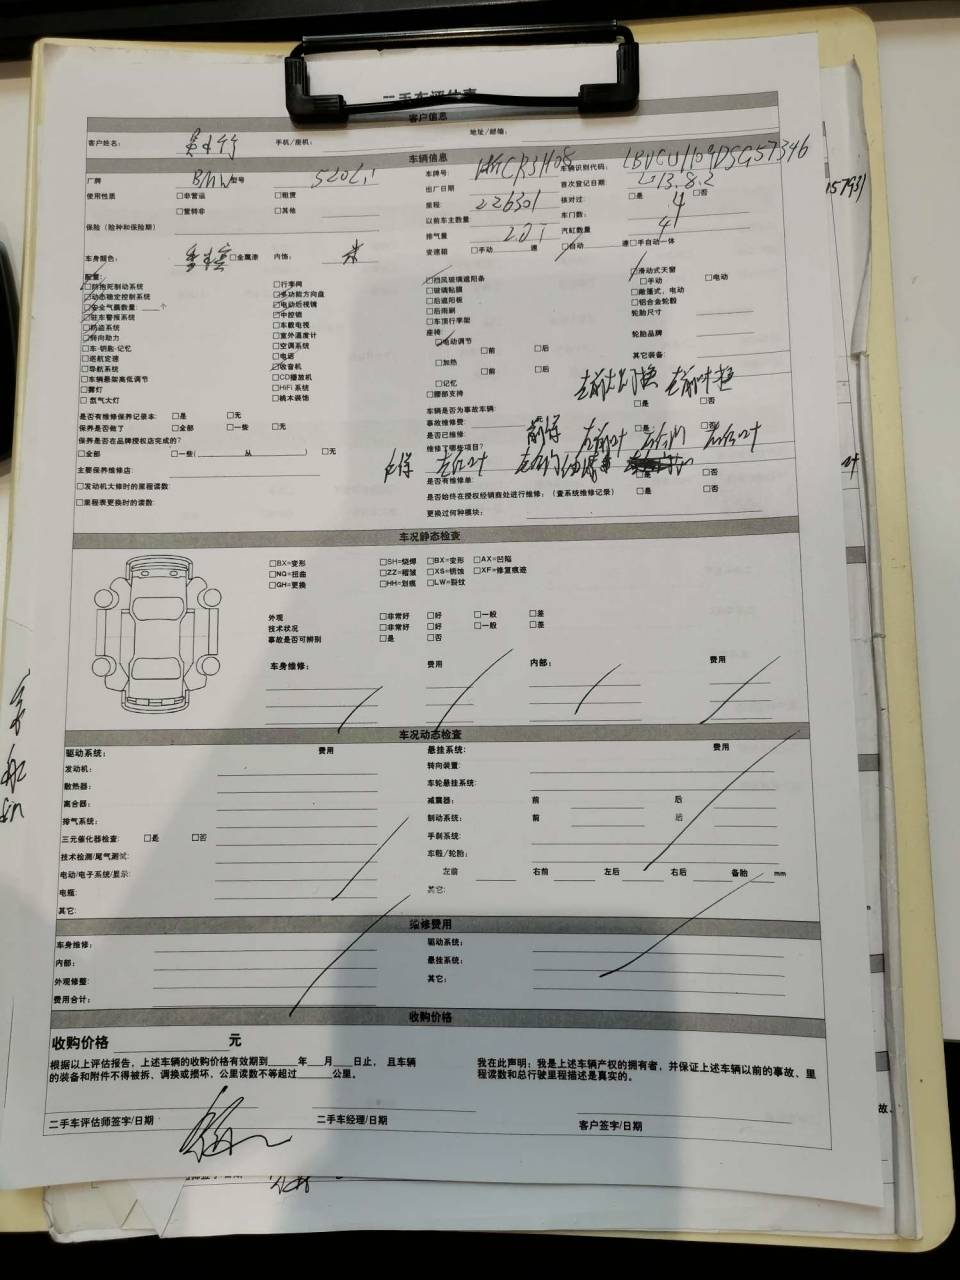 二手车评估表
客户信息
客户姓名： 手机/座机： 地址/邮编：
车辆信息
厂牌 BMW 型号 520Li 车牌号： 车辆识别代码：
使用性质 □非营运 □租赁 出厂日期 首次登记日期： 13.8.2
□营转非 □其他 里程 226301 核对过： □是 □否
保险（险种和保险期） 以前车主数量 车门数： 4
排气量 2.0T 汽缸数量 4
车身颜色： □金属漆 内饰： 米 变速箱 □手动 速 □自动 速 □手自动一体
配置：
□防抱死制动系统 □行李网 □挡风玻璃遮阳条 □滑动式天窗
□动态稳定控制系统 □多功能方向盘 □玻璃贴膜 □手动 □电动
□安全气囊数量：____个 □电动后视镜 □后遮阳板 □敞篷式，电动
□驻车警报系统 □中控锁 □后雨刷 □铝合金轮毂
□防盗系统 □车载电视 □车顶行李架 轮胎尺寸
□转向助力 □室外温度计 座椅：
□车-钥匙-记忆 □空调系统 □电动调节 轮胎品牌
□巡航定速 □电话 □前 □后
□导航系统 □收音机 □加热 其它装备：
□车辆悬架高低调节 □CD播放机 □前 □后
□雾灯 □HiFi 系统 □记忆
□氙气大灯 □桃木装饰 □腰部支持
是否有维修保养记录本： □是 □无 车辆是否为事故车辆： □是 □否
保养是否做了 □全部 □一些 □无 事故维修费：
保养是否在品牌授权店完成的？ 是否已维修： □是 □否
□全部 □一些（ 从 ） □无 维修了哪些项目？
主要保养维修店： 是否有维修单： □是 □否
□发动机大修时的里程读数： 是否始终在授权经销商处进行维修：（查系统维修记录） □是 □否
□里程表更换时的读数： 更换过何种模块：
车况静态检查
□BX=变形 □SH=烧焊 □BX=变形 □AX=凹陷
□NQ=扭曲 □ZZ=褶皱 □XS=锈蚀 □XF=修复痕迹
□GH=更换 □HH=划痕 □LW=裂纹
外观 □非常好 □好 □一般 □差
技术状况 □非常好 □好 □一般 □差
事故是否可辨别 □是 □否
车身维修： 费用 内部： 费用
车况动态检查
驱动系统： 费用 悬挂系统： 费用
发动机： 转向装置：
散热器： 车轮悬挂系统：
离合器： 减震器： 前 后
排气系统： 制动系统： 前 后
三元催化器检查： □是 □否 手刹系统：
技术检测/尾气测试： 车毂/轮胎：
电动/电子系统/显示： 左前 右前 左后 右后 备胎 mm
电瓶： 其它：
其它：
维修费用
车身维修： 驱动系统：
内部： 悬挂系统：
外观修整： 其它：
费用合计：
收购价格
收购价格 元
根据以上评估报告，上述车辆的收购价格有效期到____年___月___日止， 且车辆
的装备和附件不得被拆、调换或损坏，公里读数不等超过______公里。
我在此声明：我是上述车辆产权的拥有者，并保证上述车辆以前的事故、里
程读数和总行驶里程描述是真实的。
二手车评估师签字/日期 二手车经理/日期 客户签字/日期